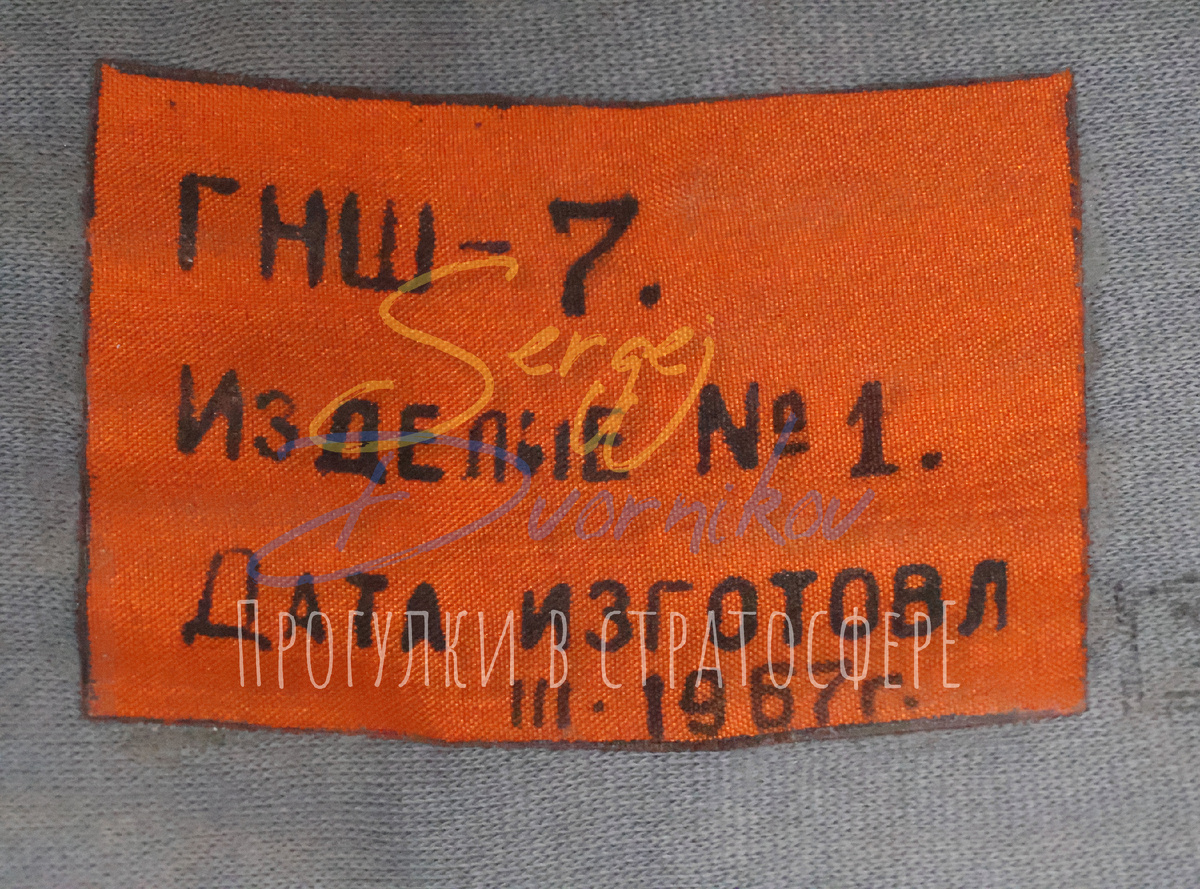 ГНШ-7.
Sergej
ИЗДЕЛИЕ № 1.
Dvornikov
ДАТА ИЗГОТОВЛ
ПРОГУЛКИ В СТРАТОСФЕРЕ
III. 1967г.